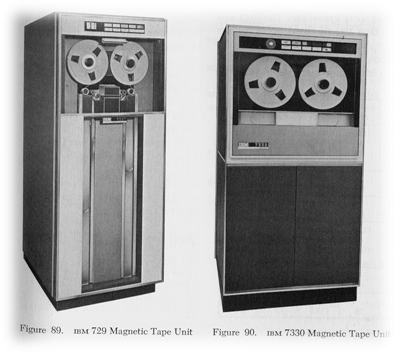 Figure 89. IBM 729 Magnetic Tape Unit
Figure 90. IBM 7330 Magnetic Tape Unit